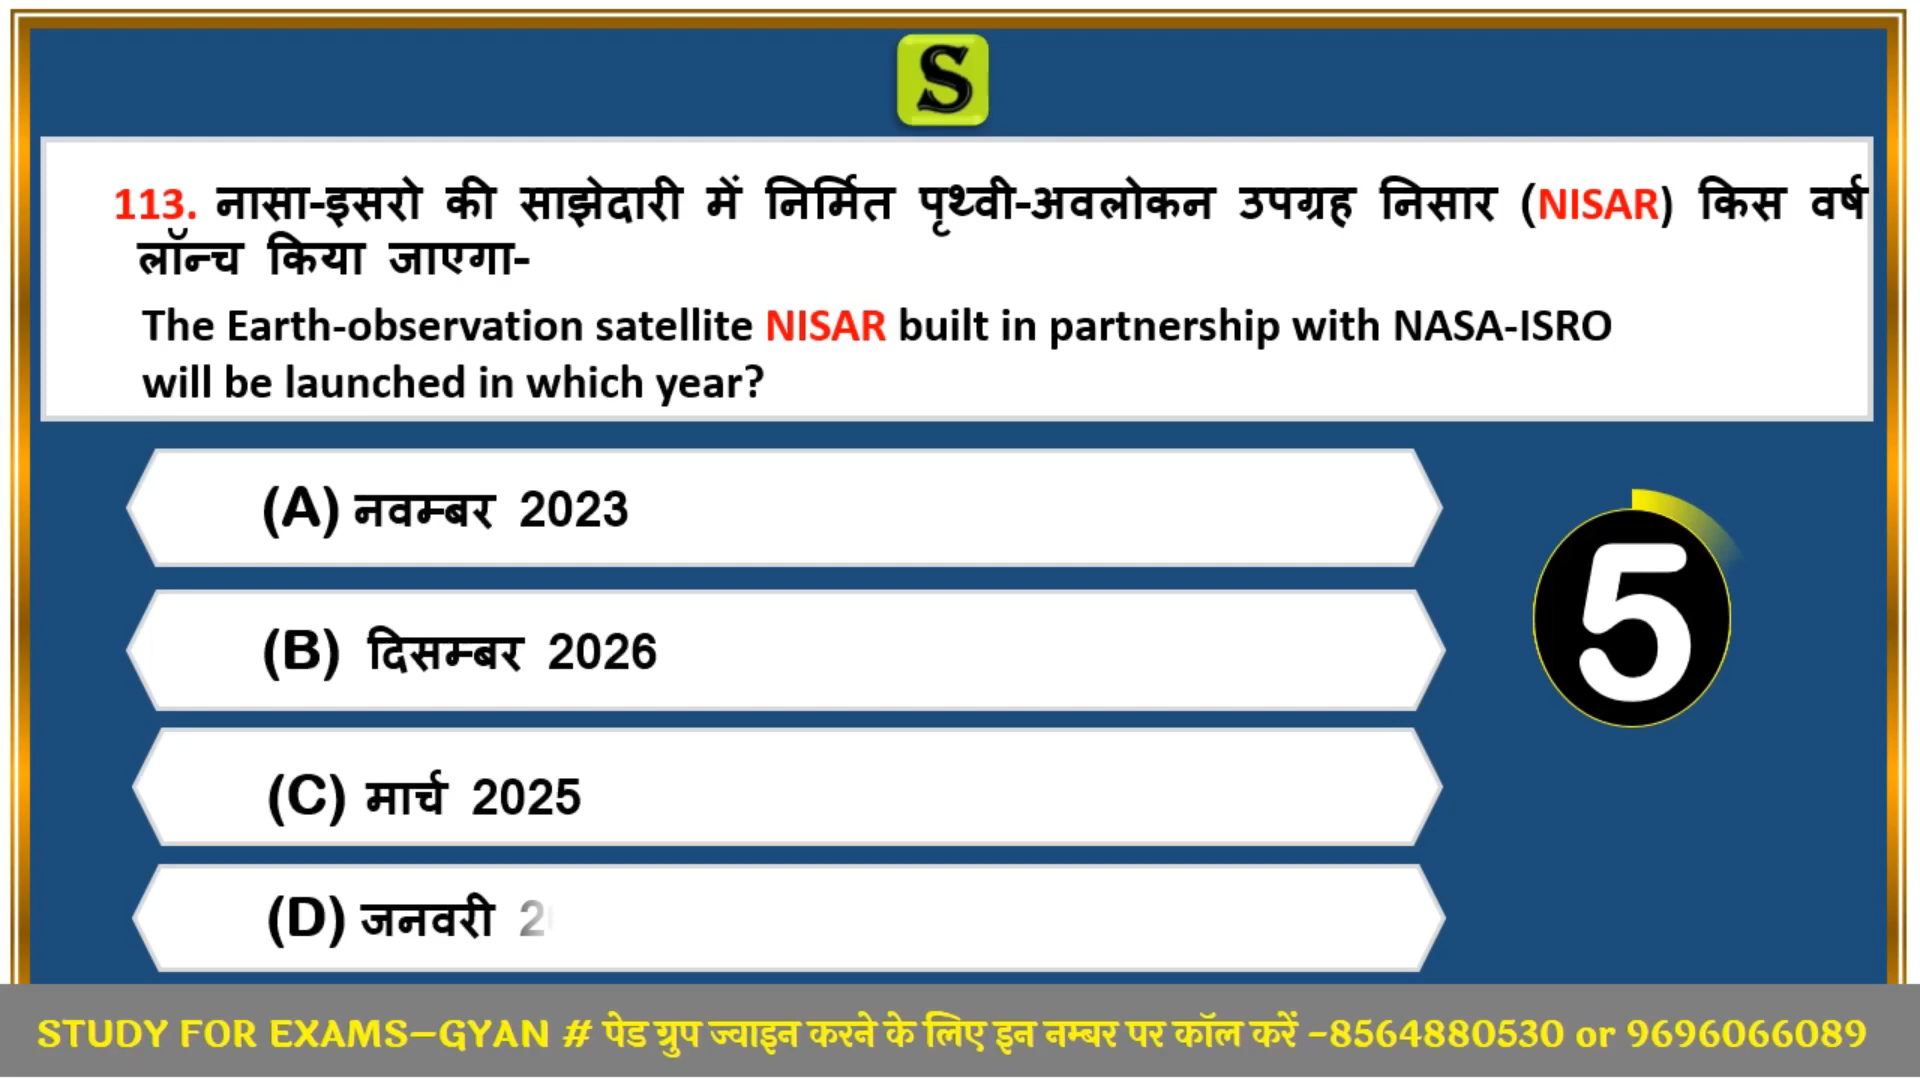 S
113. नासा-इसरो की साझेदारी में निर्मित पृथ्वी-अवलोकन उपग्रह निसार (NISAR) किस वर्ष
लॉन्च किया जाएगा-
The Earth-observation satellite NISAR built in partnership with NASA-ISRO
will be launched in which year?
(A) नवम्बर 2023
(B) दिसम्बर 2026
5
(C) मार्च 2025
(D) जनवरी 2
STUDY FOR EXAMS–GYAN # पेड ग्रुप ज्वाइन करने के लिए इन नम्बर पर कॉल करें -8564880530 or 9696066089